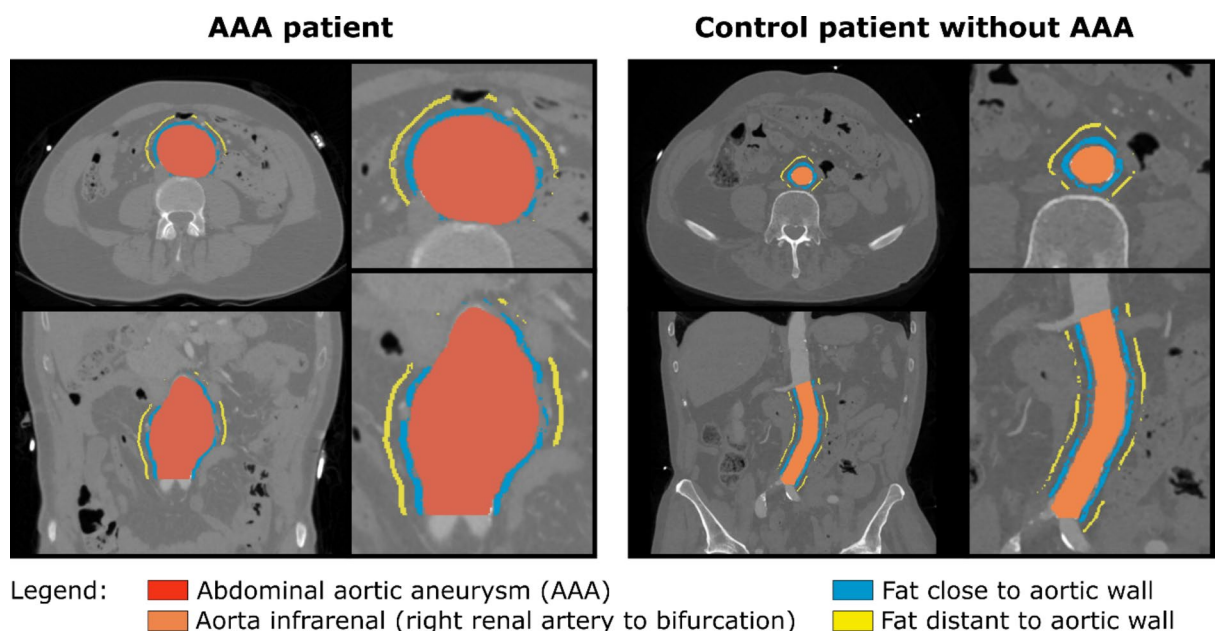 AAA patient
Control patient without AAA
Legend:
Abdominal aortic aneurysm (AAA)
Fat close to aortic wall
Aorta infrarenal (right renal artery to bifurcation)
Fat distant to aortic wall